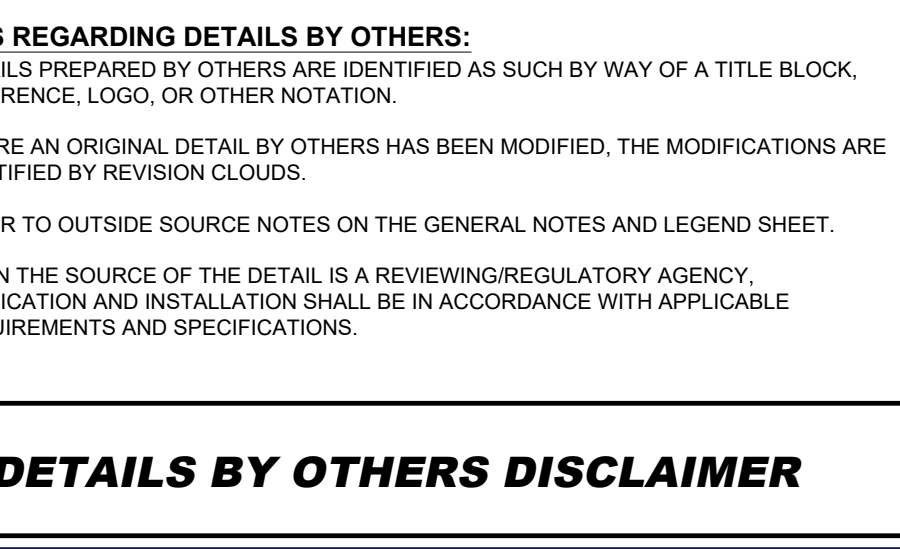 S REGARDING DETAILS BY OTHERS:
ILS PREPARED BY OTHERS ARE IDENTIFIED AS SUCH BY WAY OF A TITLE BLOCK,
RENCE, LOGO, OR OTHER NOTATION.
RE AN ORIGINAL DETAIL BY OTHERS HAS BEEN MODIFIED, THE MODIFICATIONS ARE
TIFIED BY REVISION CLOUDS.
R TO OUTSIDE SOURCE NOTES ON THE GENERAL NOTES AND LEGEND SHEET.
N THE SOURCE OF THE DETAIL IS A REVIEWING/REGULATORY AGENCY,
ICATION AND INSTALLATION SHALL BE IN ACCORDANCE WITH APPLICABLE
UIREMENTS AND SPECIFICATIONS.
DETAILS BY OTHERS DISCLAIMER